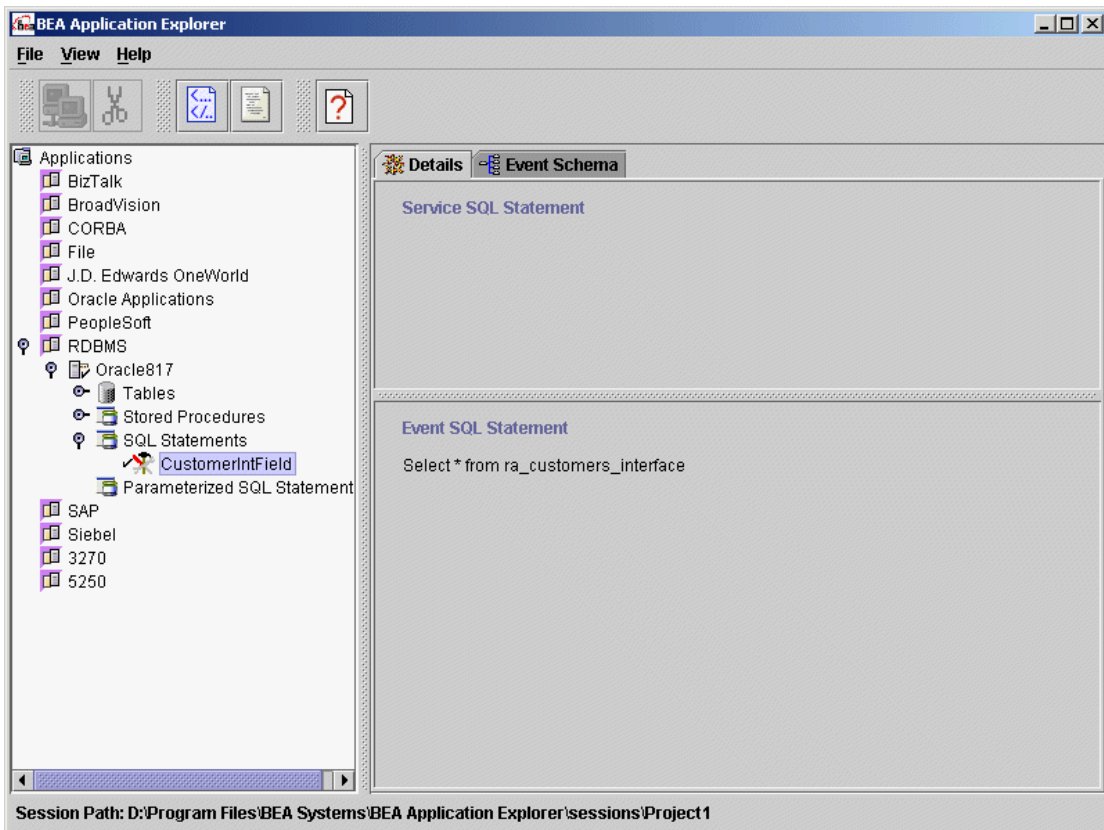 BEA Application Explorer
File View Help
Applications
BizTalk
BroadVision
CORBA
File
J.D. Edwards OneWorld
Oracle Applications
PeopleSoft
RDBMS
Oracle817
Tables
Stored Procedures
SQL Statements
CustomerIntField
Parameterized SQL Statement
SAP
Siebel
3270
5250
Details Event Schema
Service SQL Statement
Event SQL Statement
Select * from ra_customers_interface
Session Path: D:\Program Files\BEA Systems\BEA Application Explorer\sessions\Project1